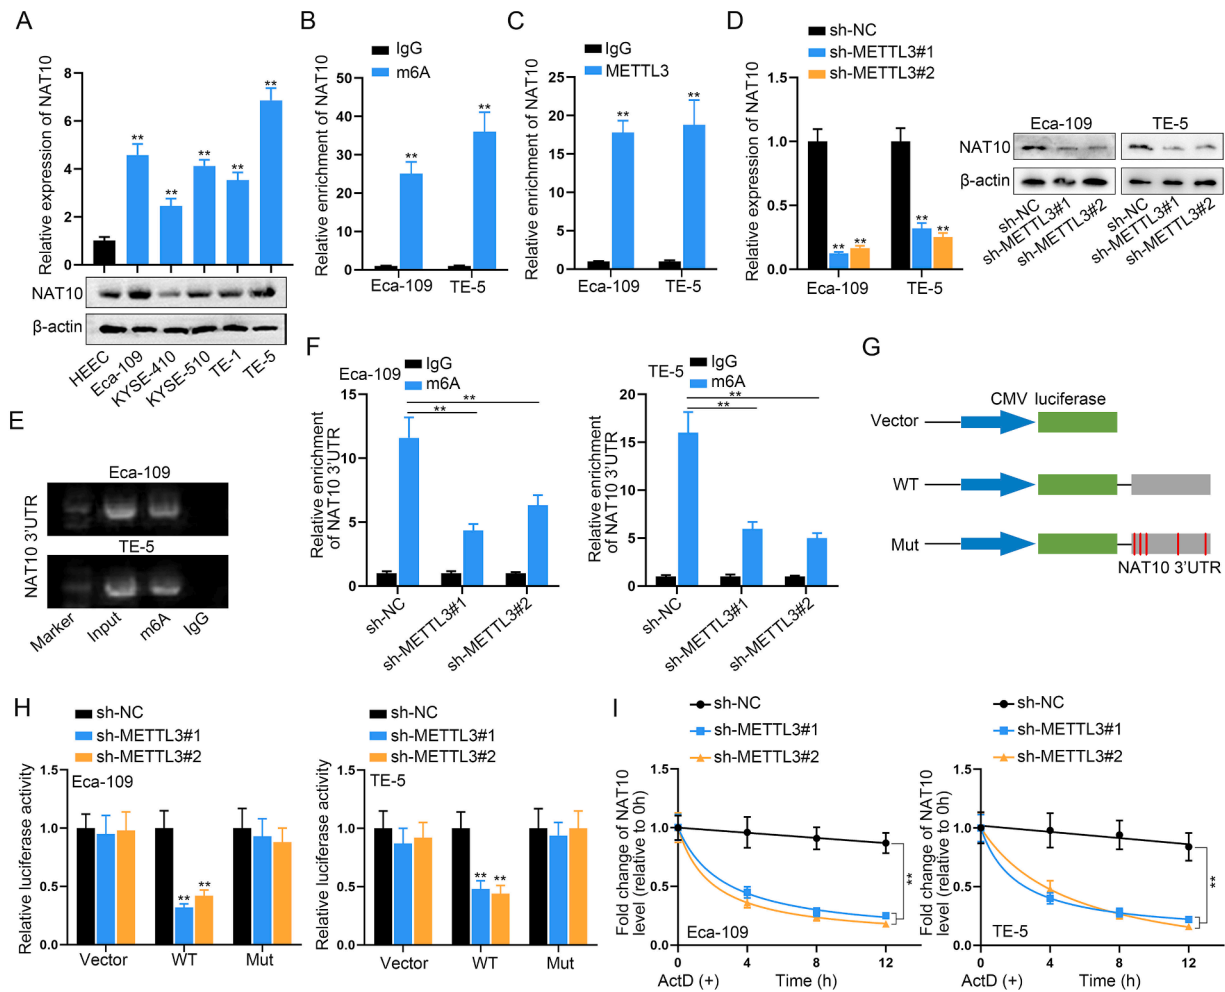 A
Relative expression of NAT10
8
6
4
2
0
**
**
**
**
**
NAT10
β-actin
HEEC
Eca-109
KYSE-410
KYSE-510
TE-1
TE-5
B
IgG
m6A
Relative enrichment of NAT10
50
40
30
20
10
0
**
**
Eca-109
TE-5
C
IgG
METTL3
Relative enrichment of NAT10
25
20
15
10
5
0
**
**
Eca-109
TE-5
D
sh-NC
sh-METTL3#1
sh-METTL3#2
Relative expression of NAT10
1.5
1.0
0.5
0.0
** **
** **
Eca-109
TE-5
Eca-109
TE-5
NAT10
β-actin
sh-NC
sh-METTL3#1
sh-METTL3#2
sh-NC
sh-METTL3#1
sh-METTL3#2
E
Eca-109
NAT10 3'UTR
TE-5
Marker
Input
m6A
IgG
F
IgG
m6A
Eca-109
Relative enrichment
of NAT10 3'UTR
15
10
5
0
**
**
sh-NC
sh-METTL3#1
sh-METTL3#2
IgG
m6A
TE-5
Relative enrichment
of NAT10 3'UTR
20
15
10
5
0
**
**
sh-NC
sh-METTL3#1
sh-METTL3#2
G
CMV luciferase
Vector
WT
Mut
NAT10 3'UTR
H
sh-NC
sh-METTL3#1
sh-METTL3#2
Eca-109
Relative luciferase activity
1.5
1.0
0.5
0.0
** **
Vector
WT
Mut
sh-NC
sh-METTL3#1
sh-METTL3#2
TE-5
Relative luciferase activity
1.5
1.0
0.5
0.0
** **
Vector
WT
Mut
I
sh-NC
sh-METTL3#1
sh-METTL3#2
Fold change of NAT10
level (relative to 0h)
1.5
1.0
0.5
0.0
**
Eca-109
0
4
8
12
ActD (+)
Time (h)
sh-NC
sh-METTL3#1
sh-METTL3#2
Fold change of NAT10
level (relative to 0h)
1.5
1.0
0.5
0.0
**
TE-5
0
4
8
12
ActD (+)
Time (h)